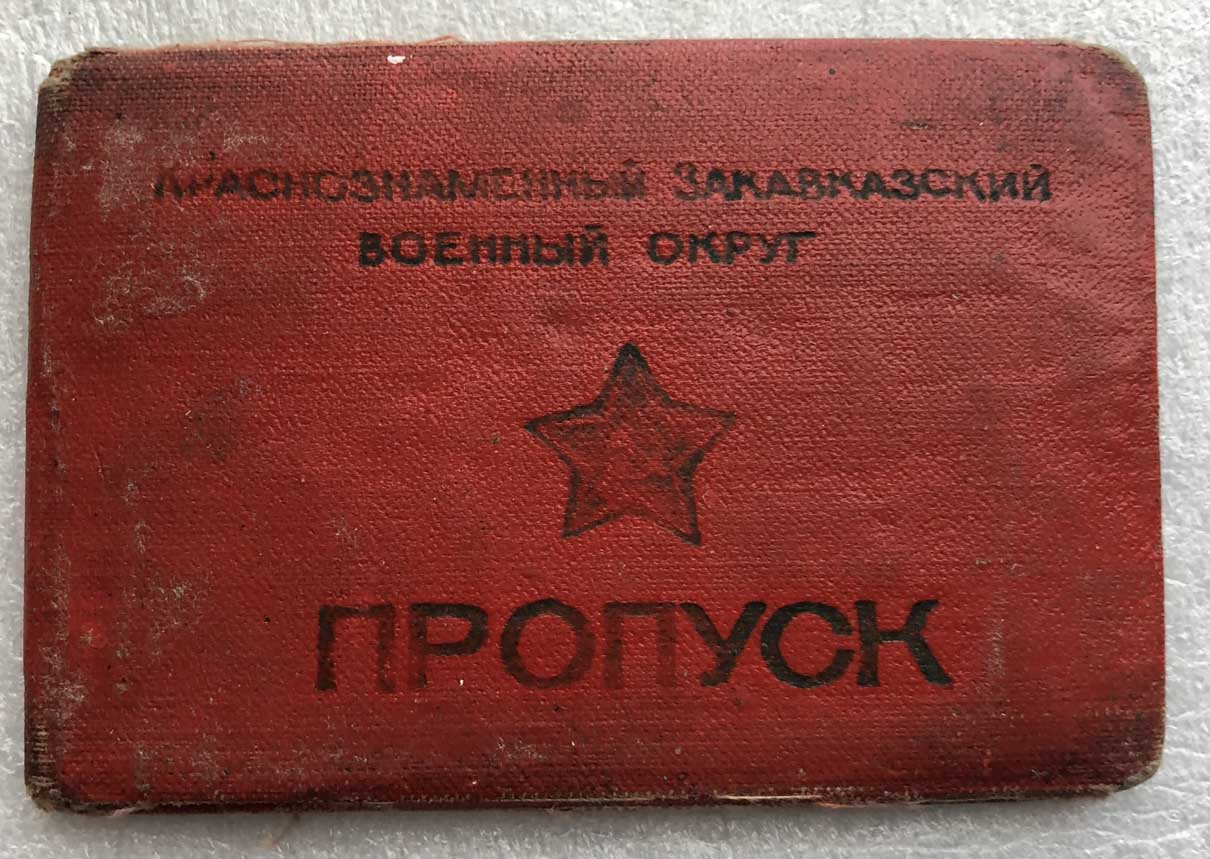 КРАСНОЗНАМЕННЫЙ ЗАКАВКАЗСКИЙ
ВОЕННЫЙ ОКРУГ
ПРОПУСК